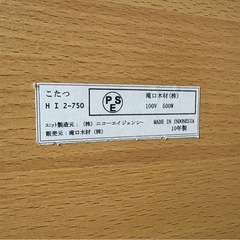 こたつ
HI2-750
PSE
滝口木材(株)
100V 500W
ユニット製造元:(株)ニコーエイジェンシー
販売元:滝口木材(株)
MADE IN INDONESIA
10年製